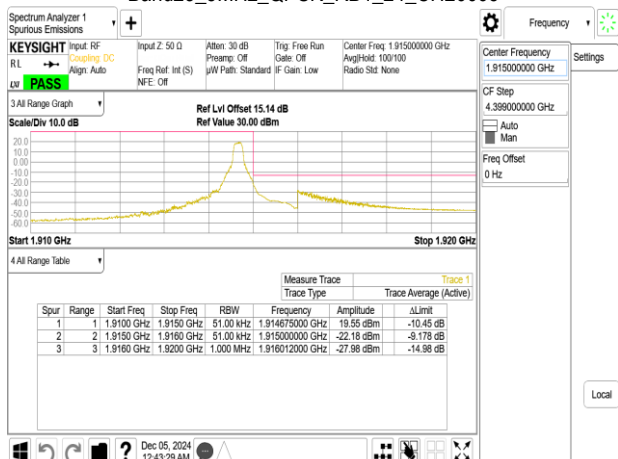 Spectrum Analyzer 1
Spurious Emissions
Frequency
KEYSIGHT Input: RF Input Z: 50 Ω Atten: 30 dB Trig: Free Run Center Freq: 1.915000000 GHz
RL Coupling: DC Preamp: Off Gate: Off Avg|Hold: 100/100
Align: Auto Freq Ref: Int (S) µW Path: Standard IF Gain: Low Radio Std: None
PASS NFE: Off
Center Frequency
1.915000000 GHz
Settings
CF Step
4.399000000 GHz
Auto
Man
Freq Offset
0 Hz
3 All Range Graph
Ref Lvl Offset 15.14 dB
Scale/Div 10.0 dB Ref Value 30.00 dBm
20.0
10.0
0.00
-10.0
-20.0
-30.0
-40.0
-50.0
-60.0
Start 1.910 GHz Stop 1.920 GHz
4 All Range Table
Measure Trace Trace 1
Trace Type Trace Average (Active)
Spur Range Start Freq Stop Freq RBW Frequency Amplitude ΔLimit
1 1 1.9100 GHz 1.9150 GHz 51.00 kHz 1.914675000 GHz 19.55 dBm -10.45 dB
2 2 1.9150 GHz 1.9160 GHz 51.00 kHz 1.915000000 GHz -22.18 dBm -9.178 dB
3 3 1.9160 GHz 1.9200 GHz 1.000 MHz 1.916012000 GHz -27.98 dBm -14.98 dB
Local
Dec 05, 2024
12:43:29 AM